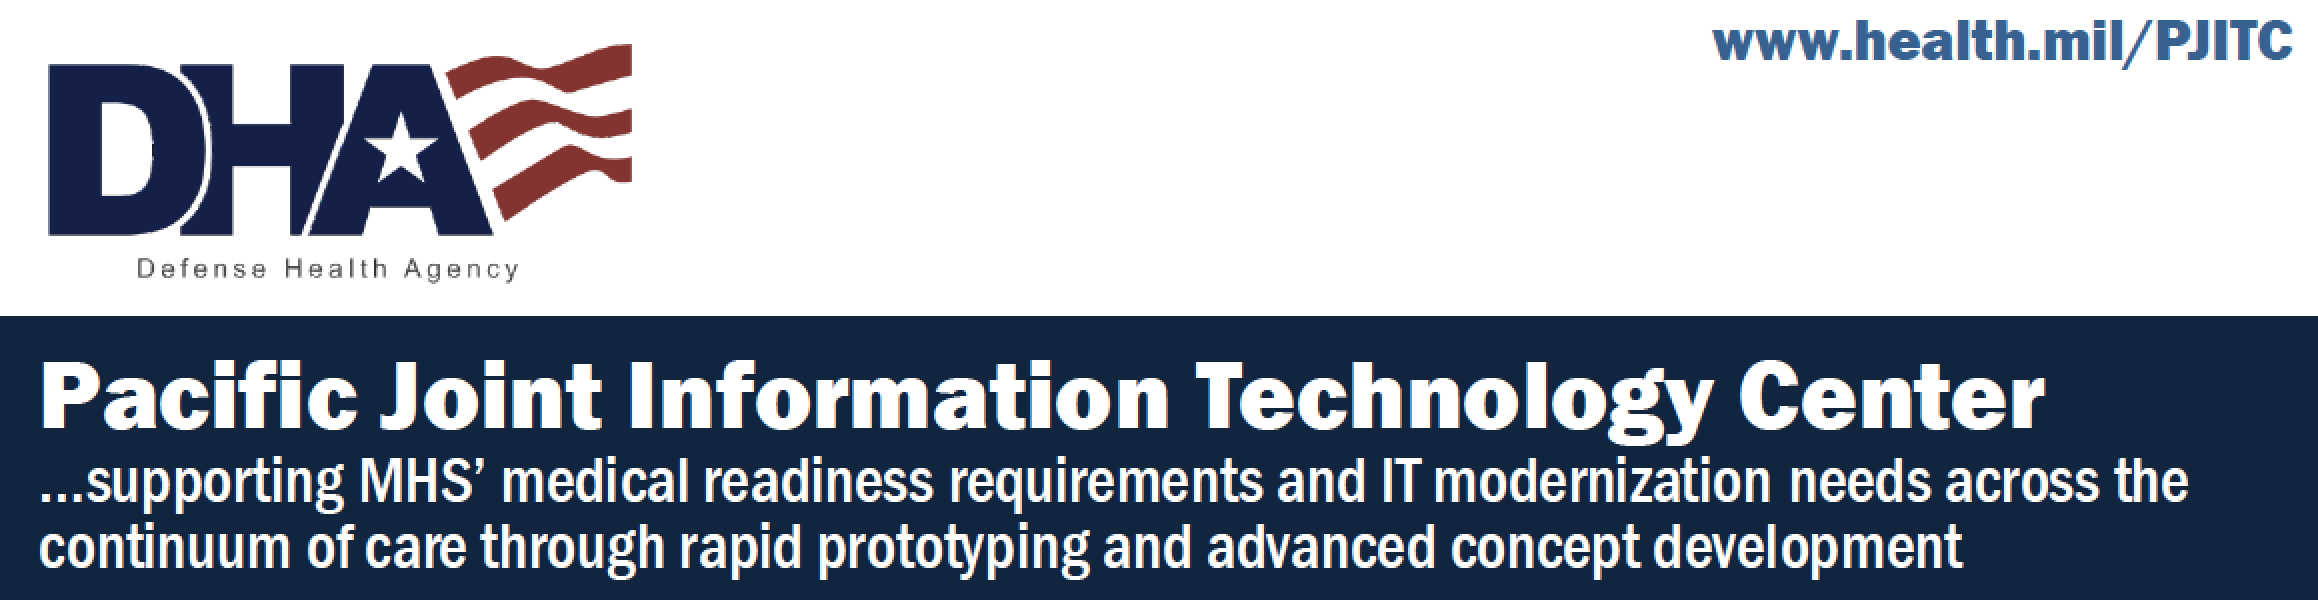 www.health.mil/PJITC
DHA
Defense Health Agency
Pacific Joint Information Technology Center
...supporting MHS’ medical readiness requirements and IT modernization needs across the
continuum of care through rapid prototyping and advanced concept development